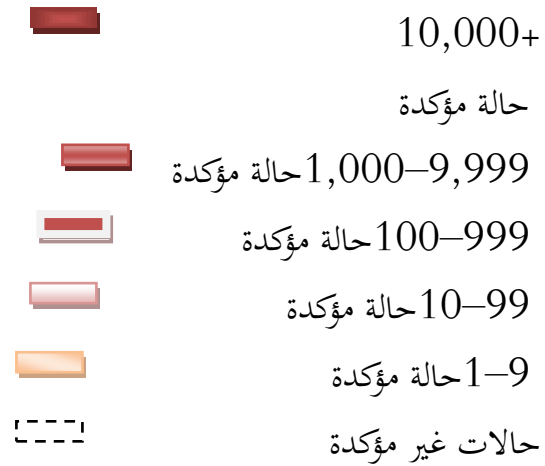 10,000+
حالة مؤكدة
1,000–9,999حالة مؤكدة
100–999حالة مؤكدة
10–99حالة مؤكدة
1–9حالة مؤكدة
حالات غير مؤكدة